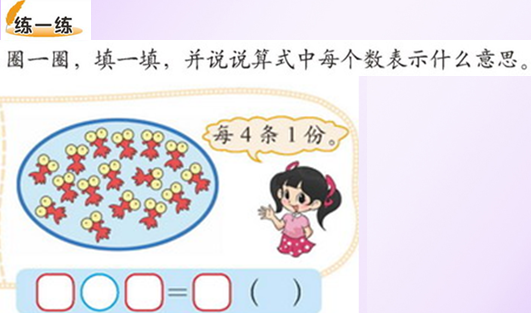 练一练
圈一圈，填一填，并说说算式中每个数表示什么意思。
每4条1份。
=（ ）